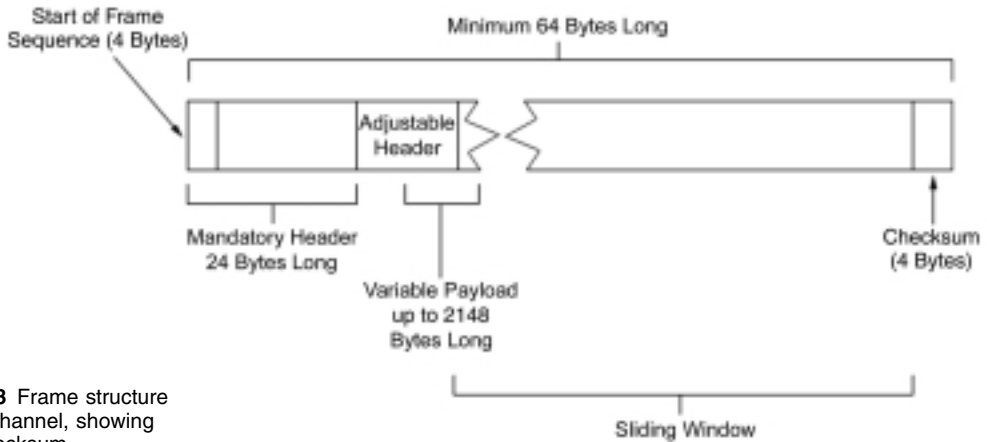 Start of Frame
Sequence (4 Bytes)
Minimum 64 Bytes Long
Adjustable
Header
Mandatory Header
24 Bytes Long
Checksum
(4 Bytes)
Variable Payload
up to 2148
Bytes Long
3 Frame structure
hannel, showing
Sliding Window